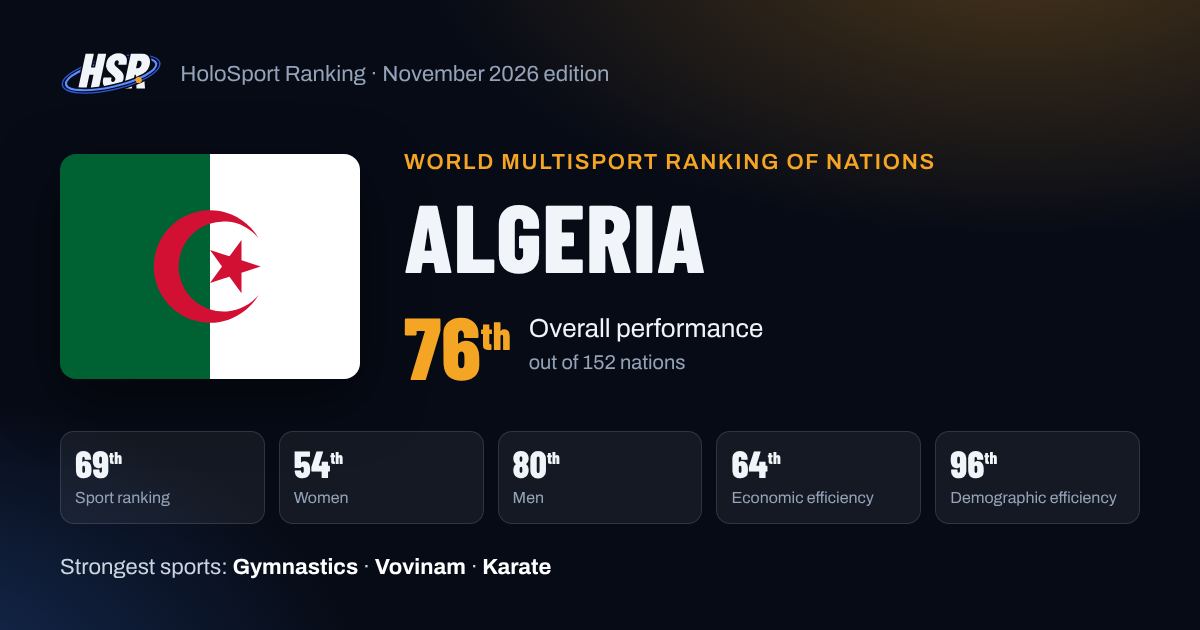 HSR HoloSport Ranking · November 2026 edition
WORLD MULTISPORT RANKING OF NATIONS
ALGERIA
76th Overall performance
out of 152 nations
69th
Sport ranking
54th
Women
80th
Men
64th
Economic efficiency
96th
Demographic efficiency
Strongest sports: Gymnastics · Vovinam · Karate